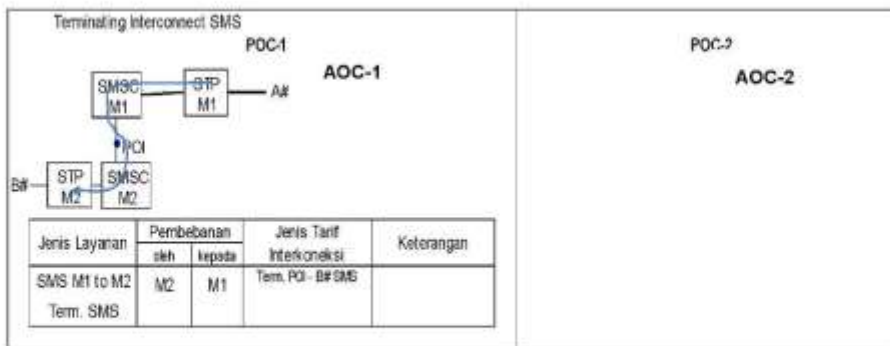 Terminating Interconnect SMS
POC-1
POC-2
AOC-1
AOC-2
SMSC
M1
STP
M1
A#
POI
B#
STP
M2
SMSC
M2
Jenis Layanan
Pembebanan
oleh
kepada
Jenis Tarif
Interkoneksi
Keterangan
SMS M1 to M2
Term. SMS
M2
M1
Term. POI - B# SMS